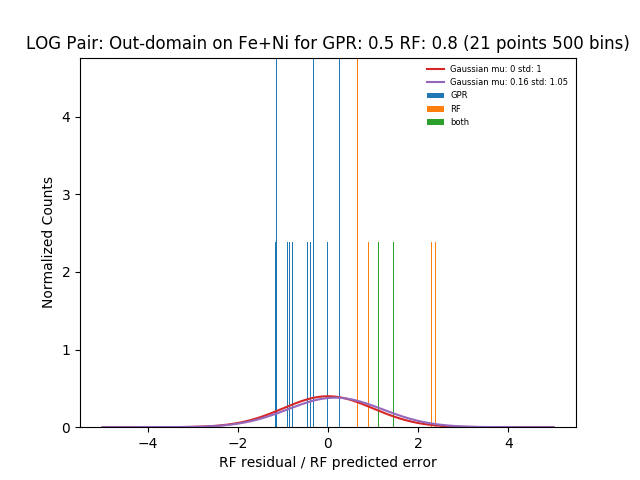 LOG Pair: Out-domain on Fe+Ni for GPR: 0.5 RF: 0.8 (21 points 500 bins)
Gaussian mu: 0 std: 1
Gaussian mu: 0.16 std: 1.05
GPR
RF
both
Normalized Counts
4
3
2
1
0
−4 −2 0 2 4
RF residual / RF predicted error